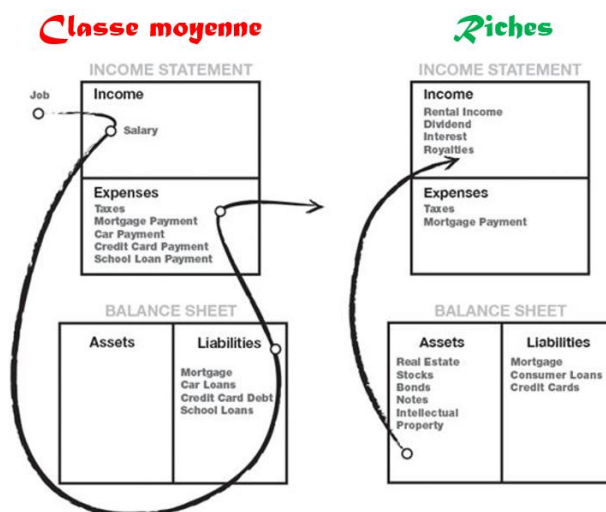 Classe moyenne
INCOME STATEMENT
Job
Income
Salary
Expenses
Taxes
Mortgage Payment
Car Payment
Credit Card Payment
School Loan Payment
BALANCE SHEET
Assets
Liabilities
Mortgage
Car Loans
Credit Card Debt
School Loans
Riches
INCOME STATEMENT
Income
Rental Income
Dividend
Interest
Royalties
Expenses
Taxes
Mortgage Payment
BALANCE SHEET
Assets
Real Estate
Stocks
Bonds
Notes
Intellectual
Property
Liabilities
Mortgage
Consumer Loans
Credit Cards